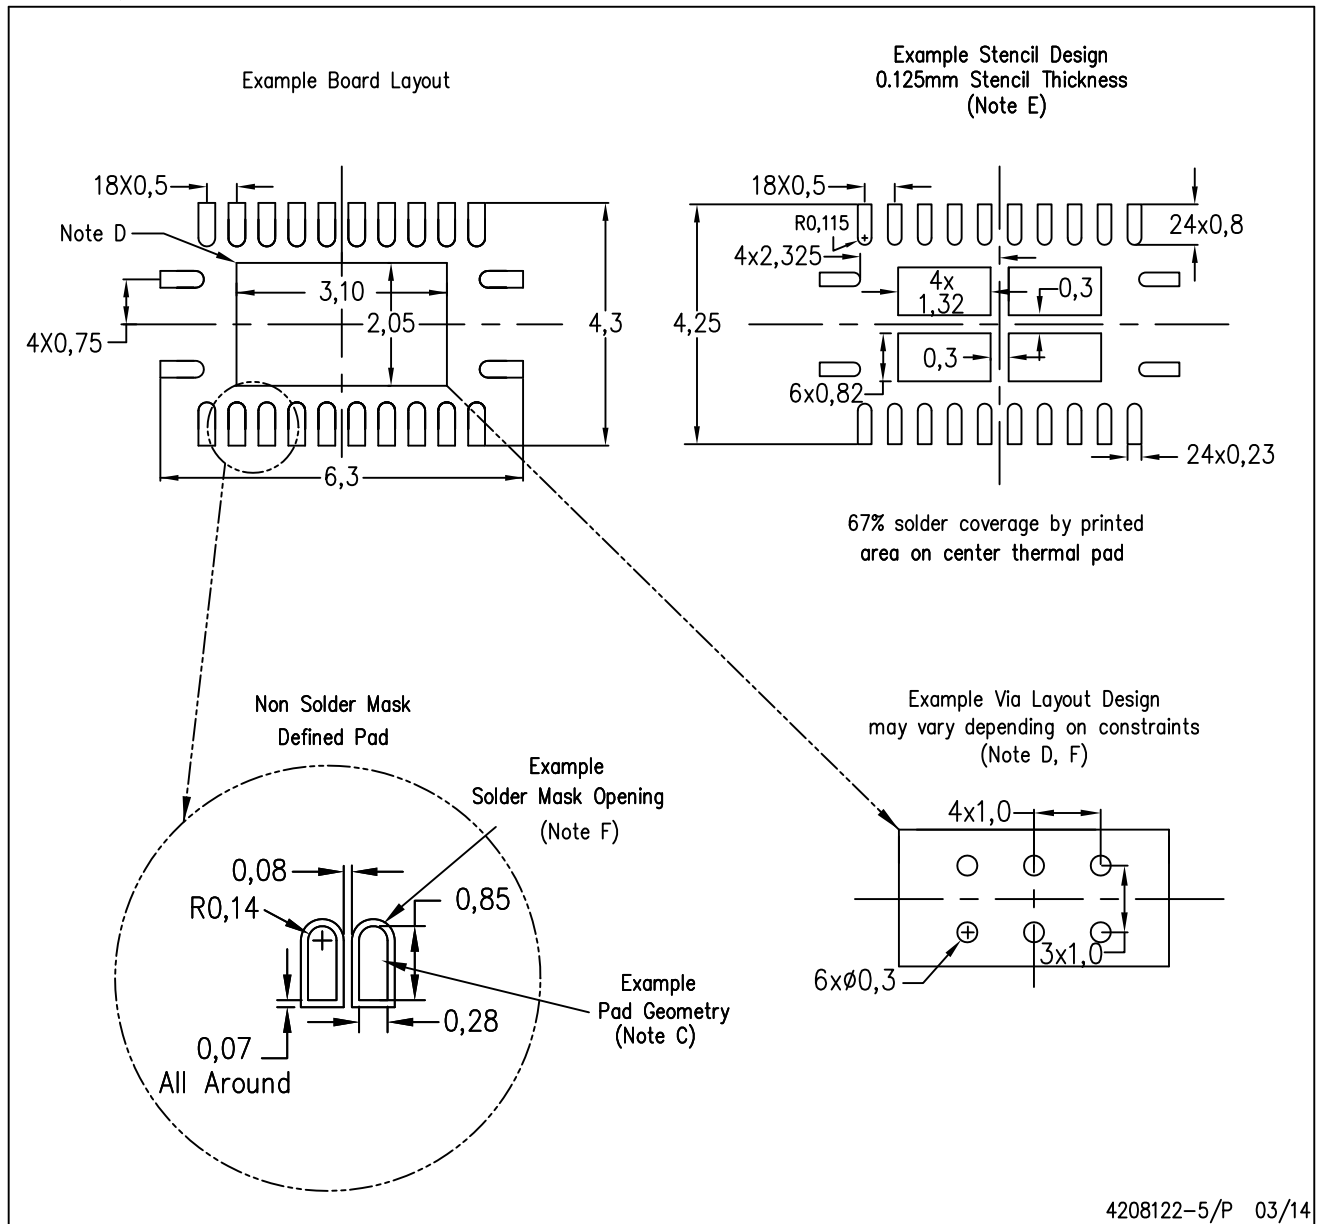 Example Board Layout
Example Stencil Design
0.125mm Stencil Thickness
(Note E)
18X0,5
Note D
3,10
2,05
4,3
4X0,75
6,3
18X0,5
R0,115
4x2,325
24x0,8
4x
1,32
0,3
4,25
0,3
6x0,82
24x0,23
67% solder coverage by printed
area on center thermal pad
Non Solder Mask
Defined Pad
Example
Solder Mask Opening
(Note F)
0,08
R0,14
0,85
Example
Pad Geometry
(Note C)
0,28
0,07
All Around
Example Via Layout Design
may vary depending on constraints
(Note D, F)
4x1,0
3x1,0
6xø0,3
4208122-5/P 03/14